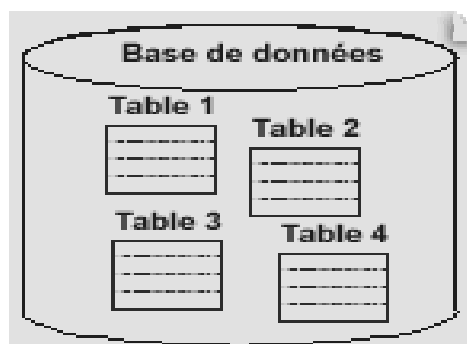 Base de données
Table 1
Table 2
Table 3
Table 4